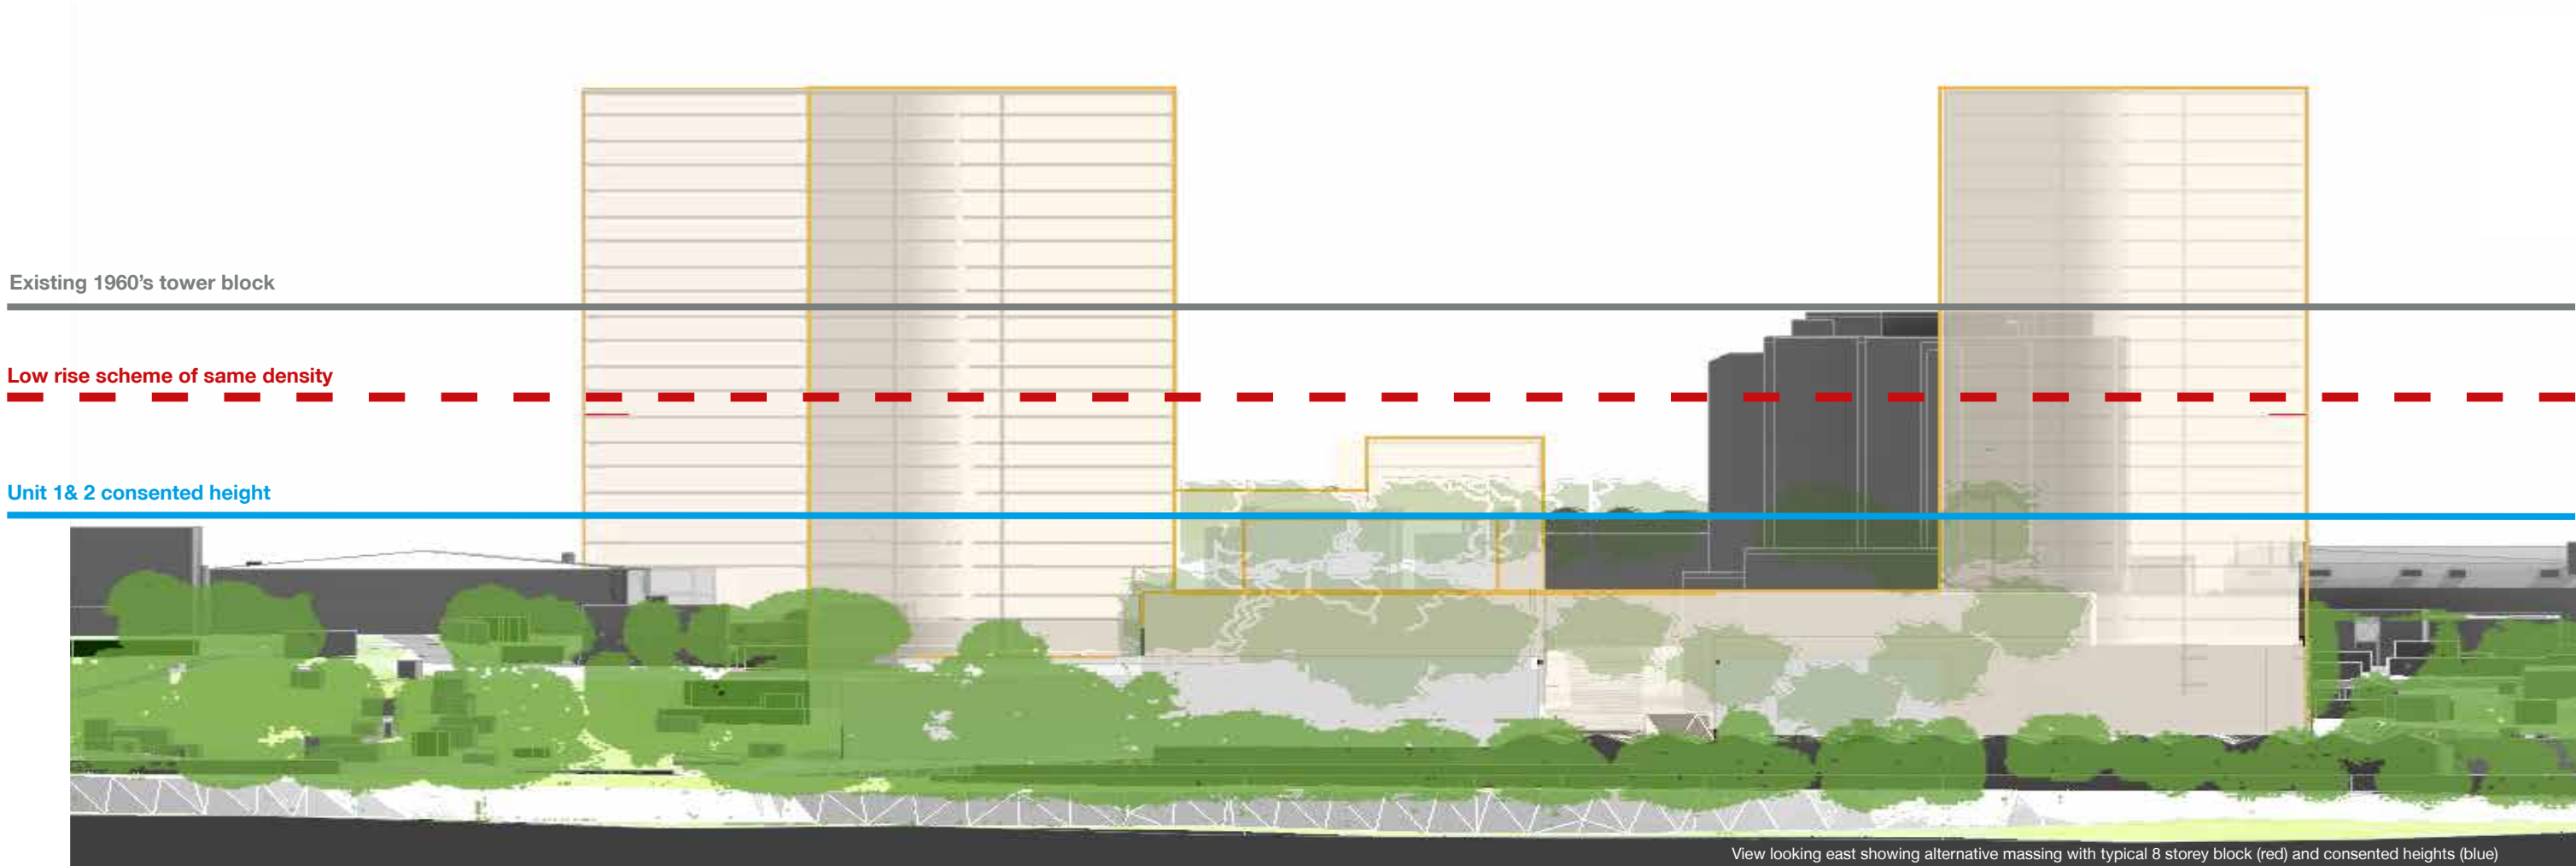 Existing 1960’s tower block
Low rise scheme of same density
Unit 1& 2 consented height
View looking east showing alternative massing with typical 8 storey block (red) and consented heights (blue)